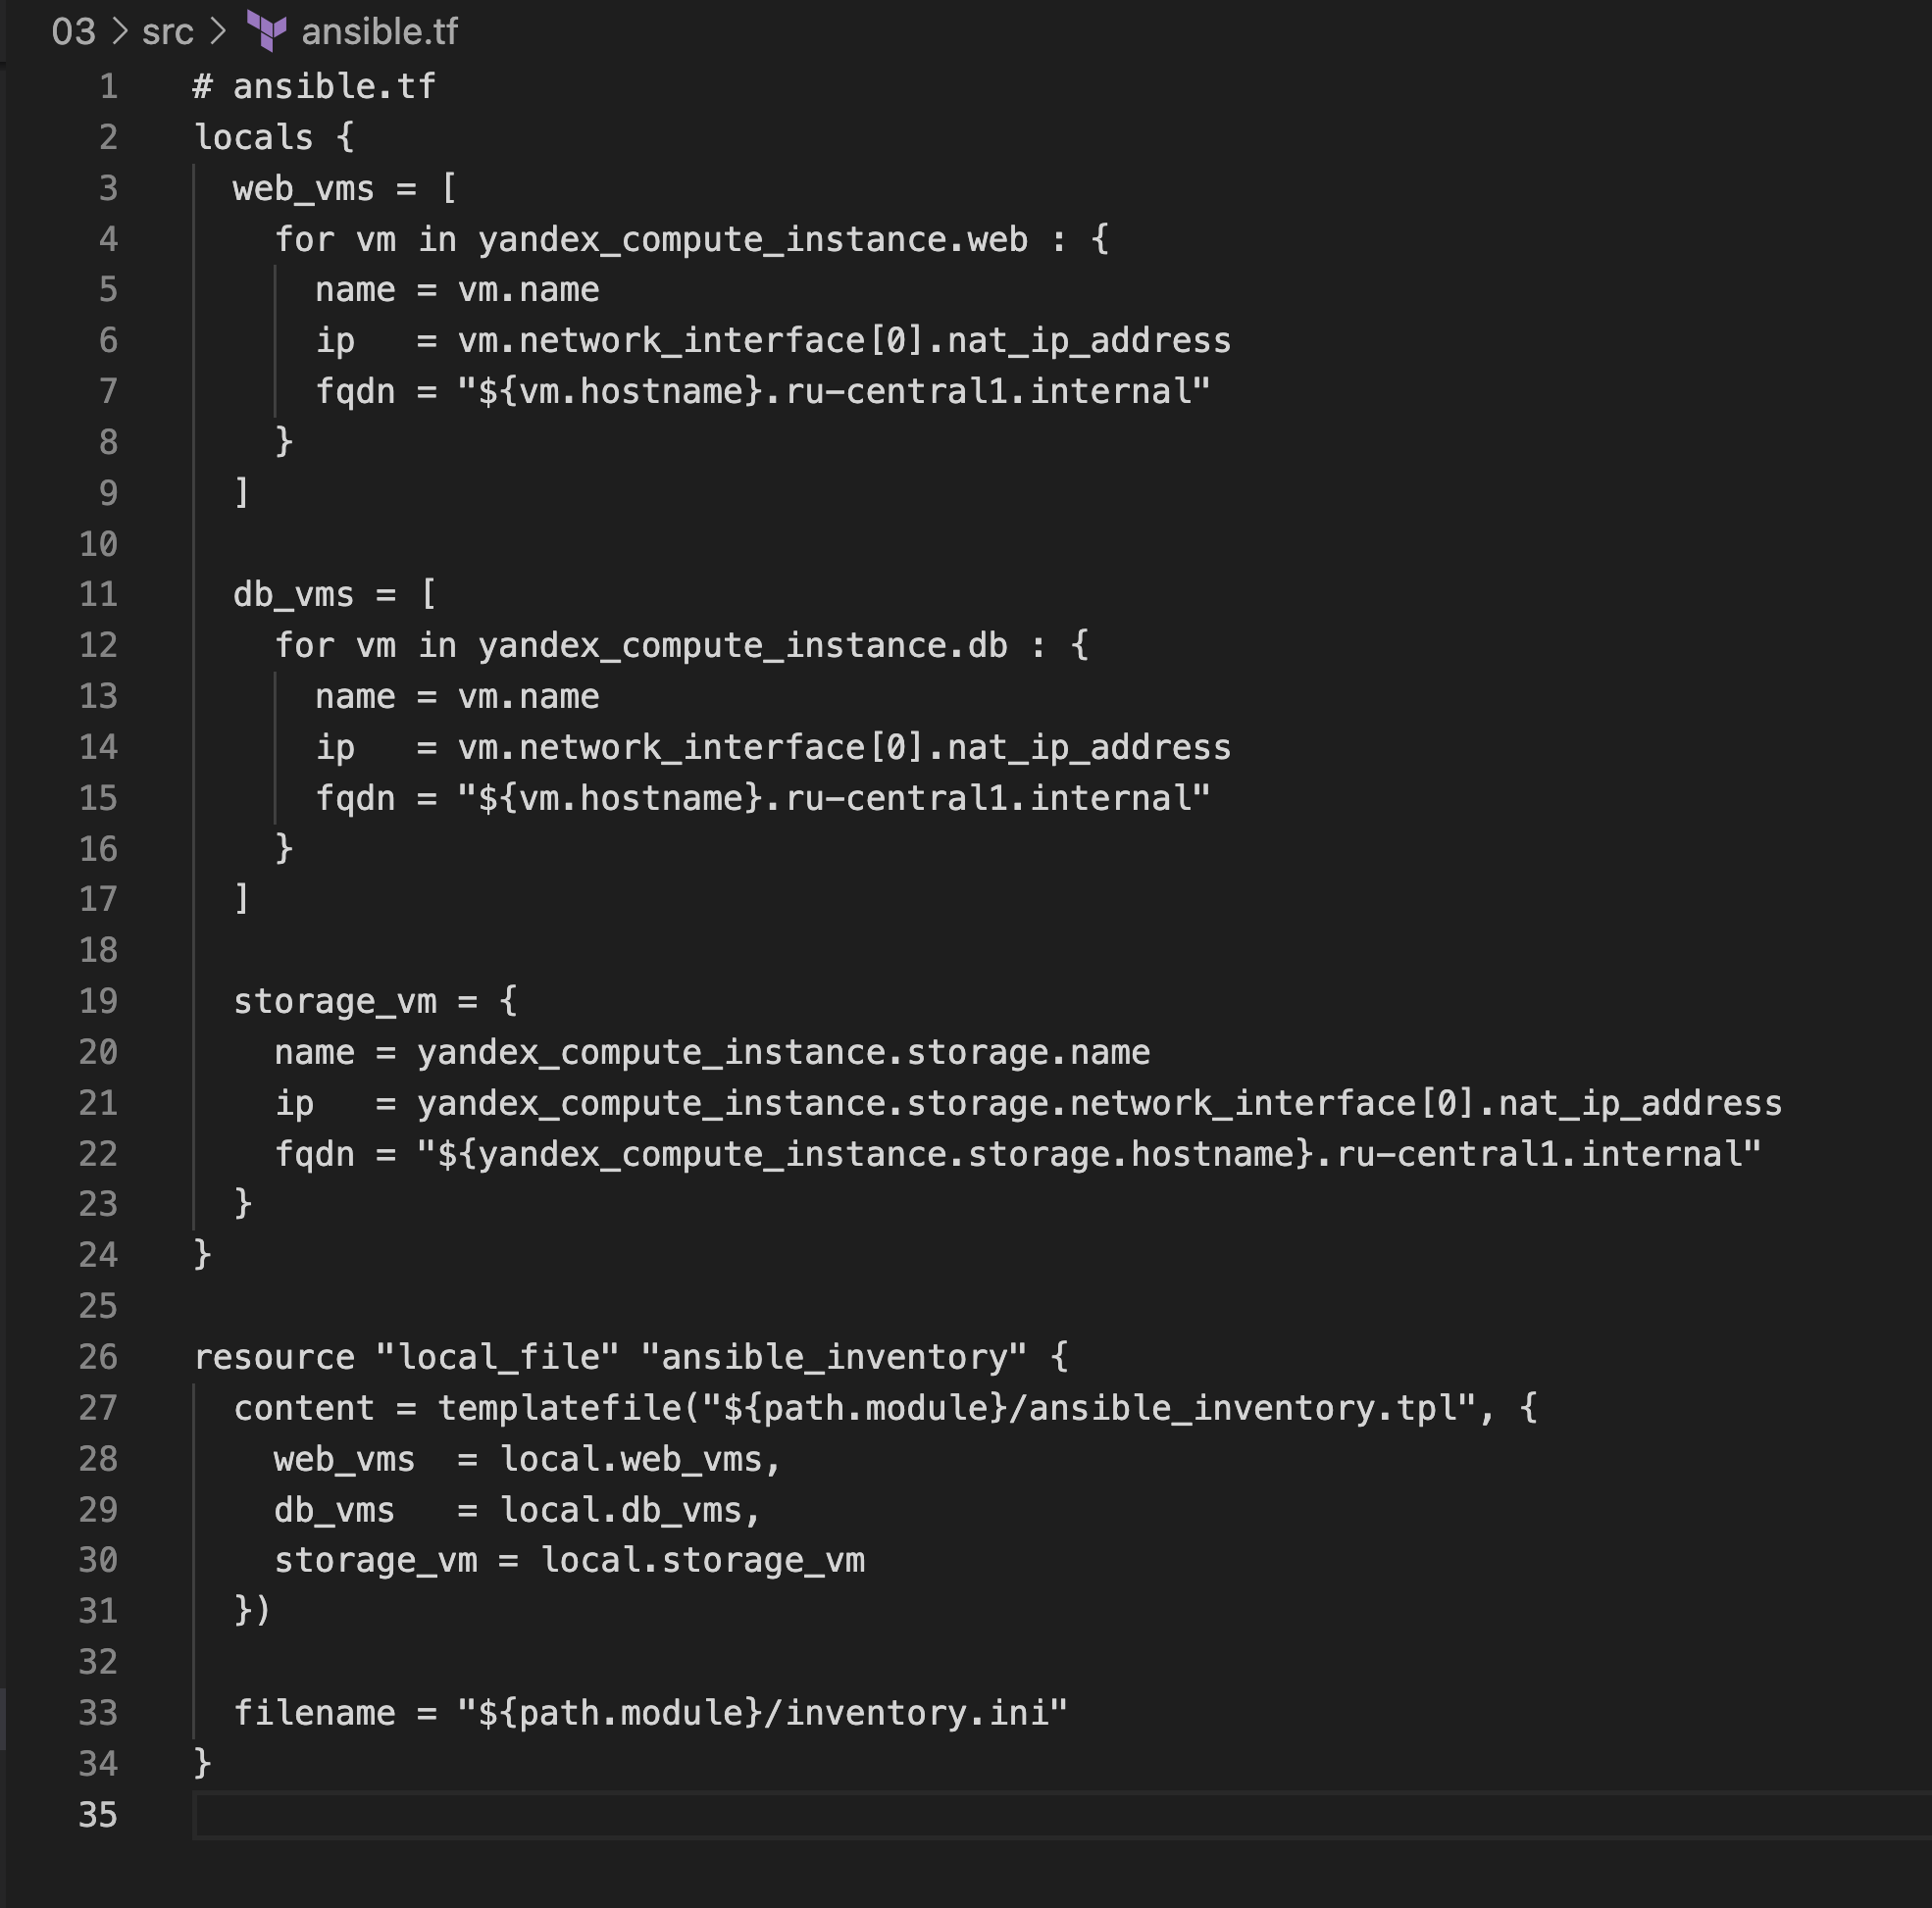 03 > src > ansible.tf
1 # ansible.tf
2 locals {
3   web_vms = [
4     for vm in yandex_compute_instance.web : {
5       name = vm.name
6       ip   = vm.network_interface[0].nat_ip_address
7       fqdn = "${vm.hostname}.ru-central1.internal"
8     }
9   ]
10
11   db_vms = [
12     for vm in yandex_compute_instance.db : {
13       name = vm.name
14       ip   = vm.network_interface[0].nat_ip_address
15       fqdn = "${vm.hostname}.ru-central1.internal"
16     }
17   ]
18
19   storage_vm = {
20     name = yandex_compute_instance.storage.name
21     ip   = yandex_compute_instance.storage.network_interface[0].nat_ip_address
22     fqdn = "${yandex_compute_instance.storage.hostname}.ru-central1.internal"
23   }
24 }
25
26 resource "local_file" "ansible_inventory" {
27   content = templatefile("${path.module}/ansible_inventory.tpl", {
28     web_vms  = local.web_vms,
29     db_vms   = local.db_vms,
30     storage_vm = local.storage_vm
31   })
32
33   filename = "${path.module}/inventory.ini"
34 }
35